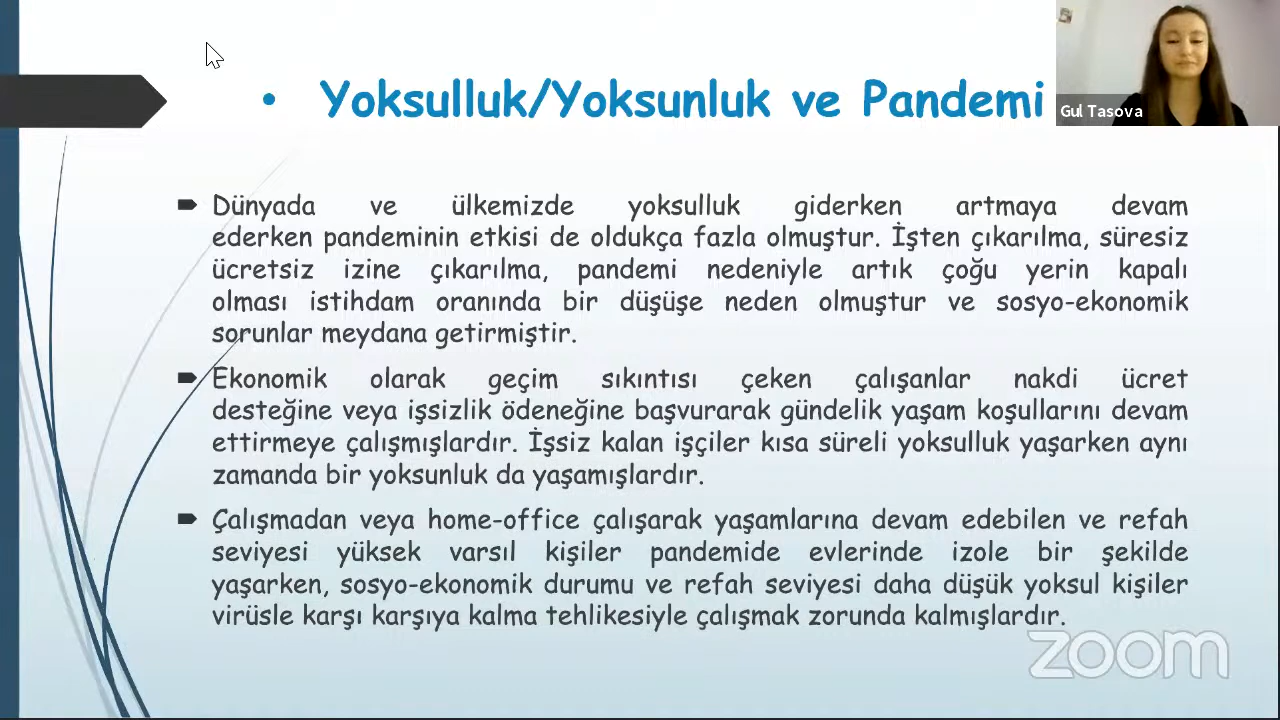 Yoksulluk/Yoksunluk ve Pandemi
Gul Tasova
Dünyada ve ülkemizde yoksulluk giderken artmaya devam
ederken pandeminin etkisi de oldukça fazla olmuştur. İşten çıkarılma, süresiz
ücretsiz izine çıkarılma, pandemi nedeniyle artık çoğu yerin kapalı
olması istihdam oranında bir düşüşe neden olmuştur ve sosyo-ekonomik
sorunlar meydana getirmiştir.
Ekonomik olarak geçim sıkıntısı çeken çalışanlar nakdi ücret
desteğine veya işsizlik ödeneğine başvurarak gündelik yaşam koşullarını devam
ettirmeye çalışmışlardır. İşsiz kalan işçiler kısa süreli yoksulluk yaşarken aynı
zamanda bir yoksunluk da yaşamışlardır.
Çalışmadan veya home-office çalışarak yaşamlarına devam edebilen ve refah
seviyesi yüksek varsıl kişiler pandemide evlerinde izole bir şekilde
yaşarken, sosyo-ekonomik durumu ve refah seviyesi daha düşük yoksul kişiler
virüsle karşı karşıya kalma tehlikesiyle çalışmak zorunda kalmışlardır.
zoom